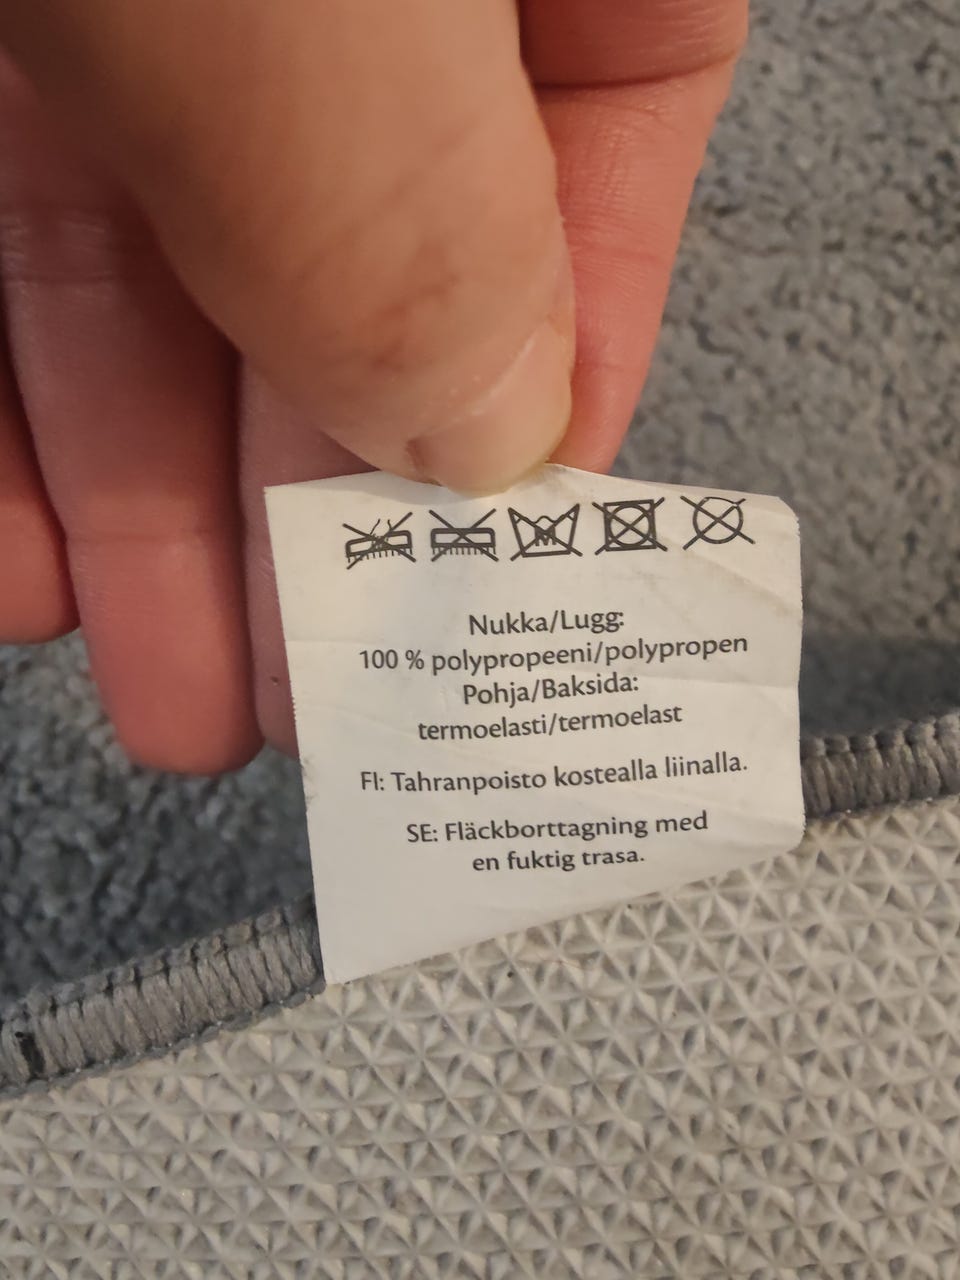 Nukka/Lugg:
100 % polypropeeni/polypropen
Pohja/Baksida:
termoelasti/termoelast
FI: Tahranpoisto kostealla liinalla.
SE: Fläckborttagning med
en fuktig trasa.